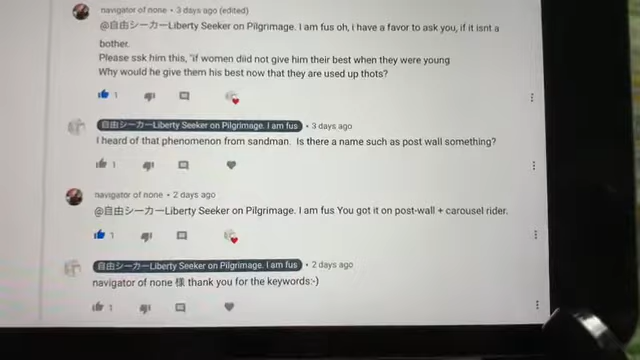 navigator of none • 3 days ago (edited)
@自由シーカーLiberty Seeker on Pilgrimage. I am fus oh, i have a favor to ask you, if it isnt a
bother.
Please ssk him this, "if women diid not give him their best when they were young
Why would he give them his best now that they are used up thots?
1
自由シーカーLiberty Seeker on Pilgrimage. I am fus • 3 days ago
I heard of that phenomenon from sandman. Is there a name such as post wall something?
1
navigator of none • 2 days ago
@自由シーカーLiberty Seeker on Pilgrimage. I am fus You got it on post-wall + carousel rider.
1
自由シーカーLiberty Seeker on Pilgrimage. I am fus • 2 days ago
navigator of none 様 thank you for the keywords:-)
1